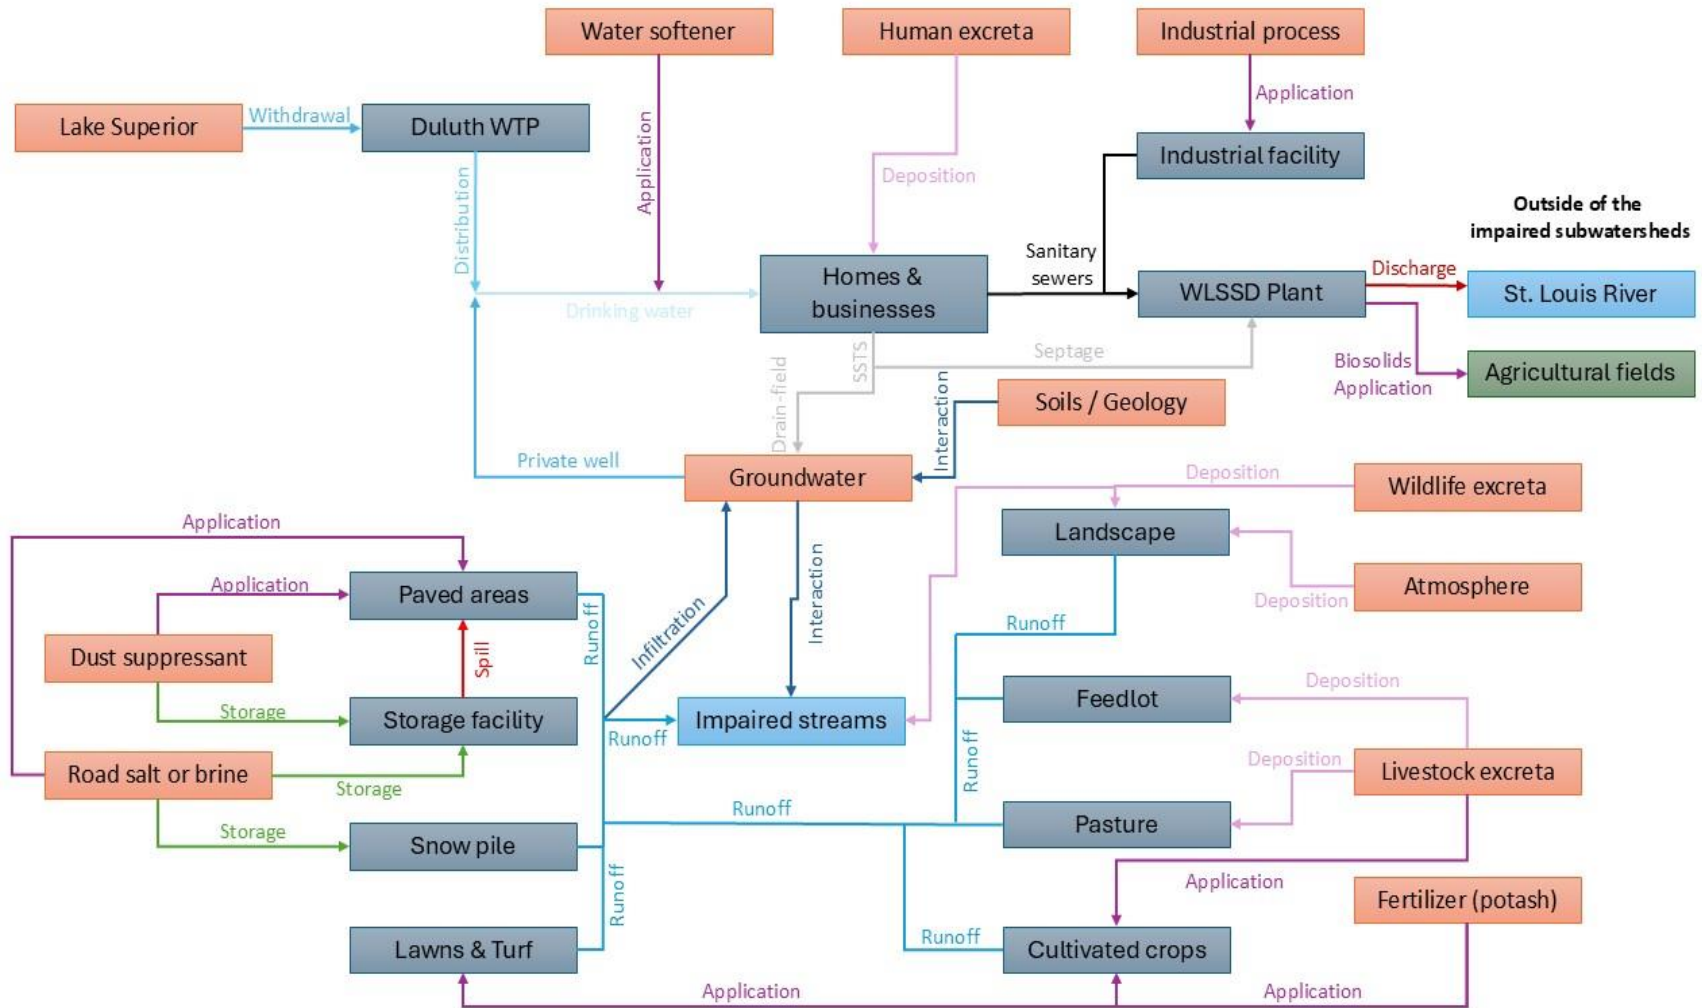 Water softener
Human excreta
Industrial process
Lake Superior
Withdrawal
Duluth WTP
Application
Application
Industrial facility
Distribution
Deposition
Outside of the
impaired subwatersheds
Drinking water
Homes &
businesses
Sanitary
sewers
WLSSD Plant
Discharge
St. Louis River
SSTS
Septage
Biosolids
Application
Agricultural fields
Drain-field
Interaction
Soils / Geology
Private well
Groundwater
Deposition
Wildlife excreta
Application
Landscape
Application
Paved areas
Runoff
Infiltration
Interaction
Deposition
Atmosphere
Runoff
Dust suppressant
Spill
Storage
Storage facility
Runoff
Impaired streams
Feedlot
Deposition
Runoff
Road salt or brine
Storage
Deposition
Livestock excreta
Storage
Snow pile
Runoff
Pasture
Runoff
Application
Fertilizer (potash)
Lawns & Turf
Runoff
Cultivated crops
Application
Application